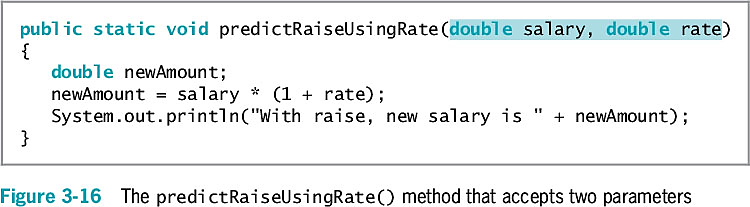 public static void predictRaiseUsingRate(double salary, double rate)
{
   double newAmount;
   newAmount = salary * (1 + rate);
   System.out.println("With raise, new salary is " + newAmount);
}
Figure 3-16 The predictRaiseUsingRate() method that accepts two parameters